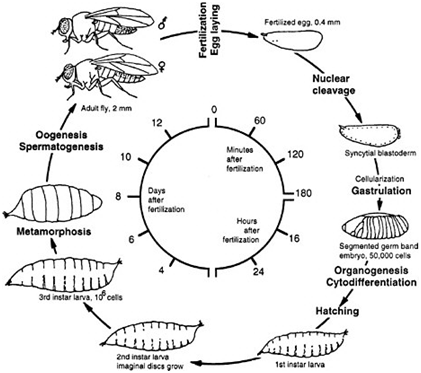 Fertilization
Egg laying
Fertilized egg, 0.4 mm
♂
♀
Adult fly, 2 mm
Nuclear
cleavage
Oogenesis
Spermatogenesis
0
12
60
Minutes
after
fertilization
Syncytial blastoderm
10
120
Cellularization
Gastrulation
8
Days
after
fertilization
180
Metamorphosis
6
Hours
after
fertilization
16
Segmented germ band
embryo, 50,000 cells
4
24
Organogenesis
Cytodifferentiation
3rd instar larva, 10⁶ cells
Hatching
2nd instar larva
imaginal discs grow
1st instar larva